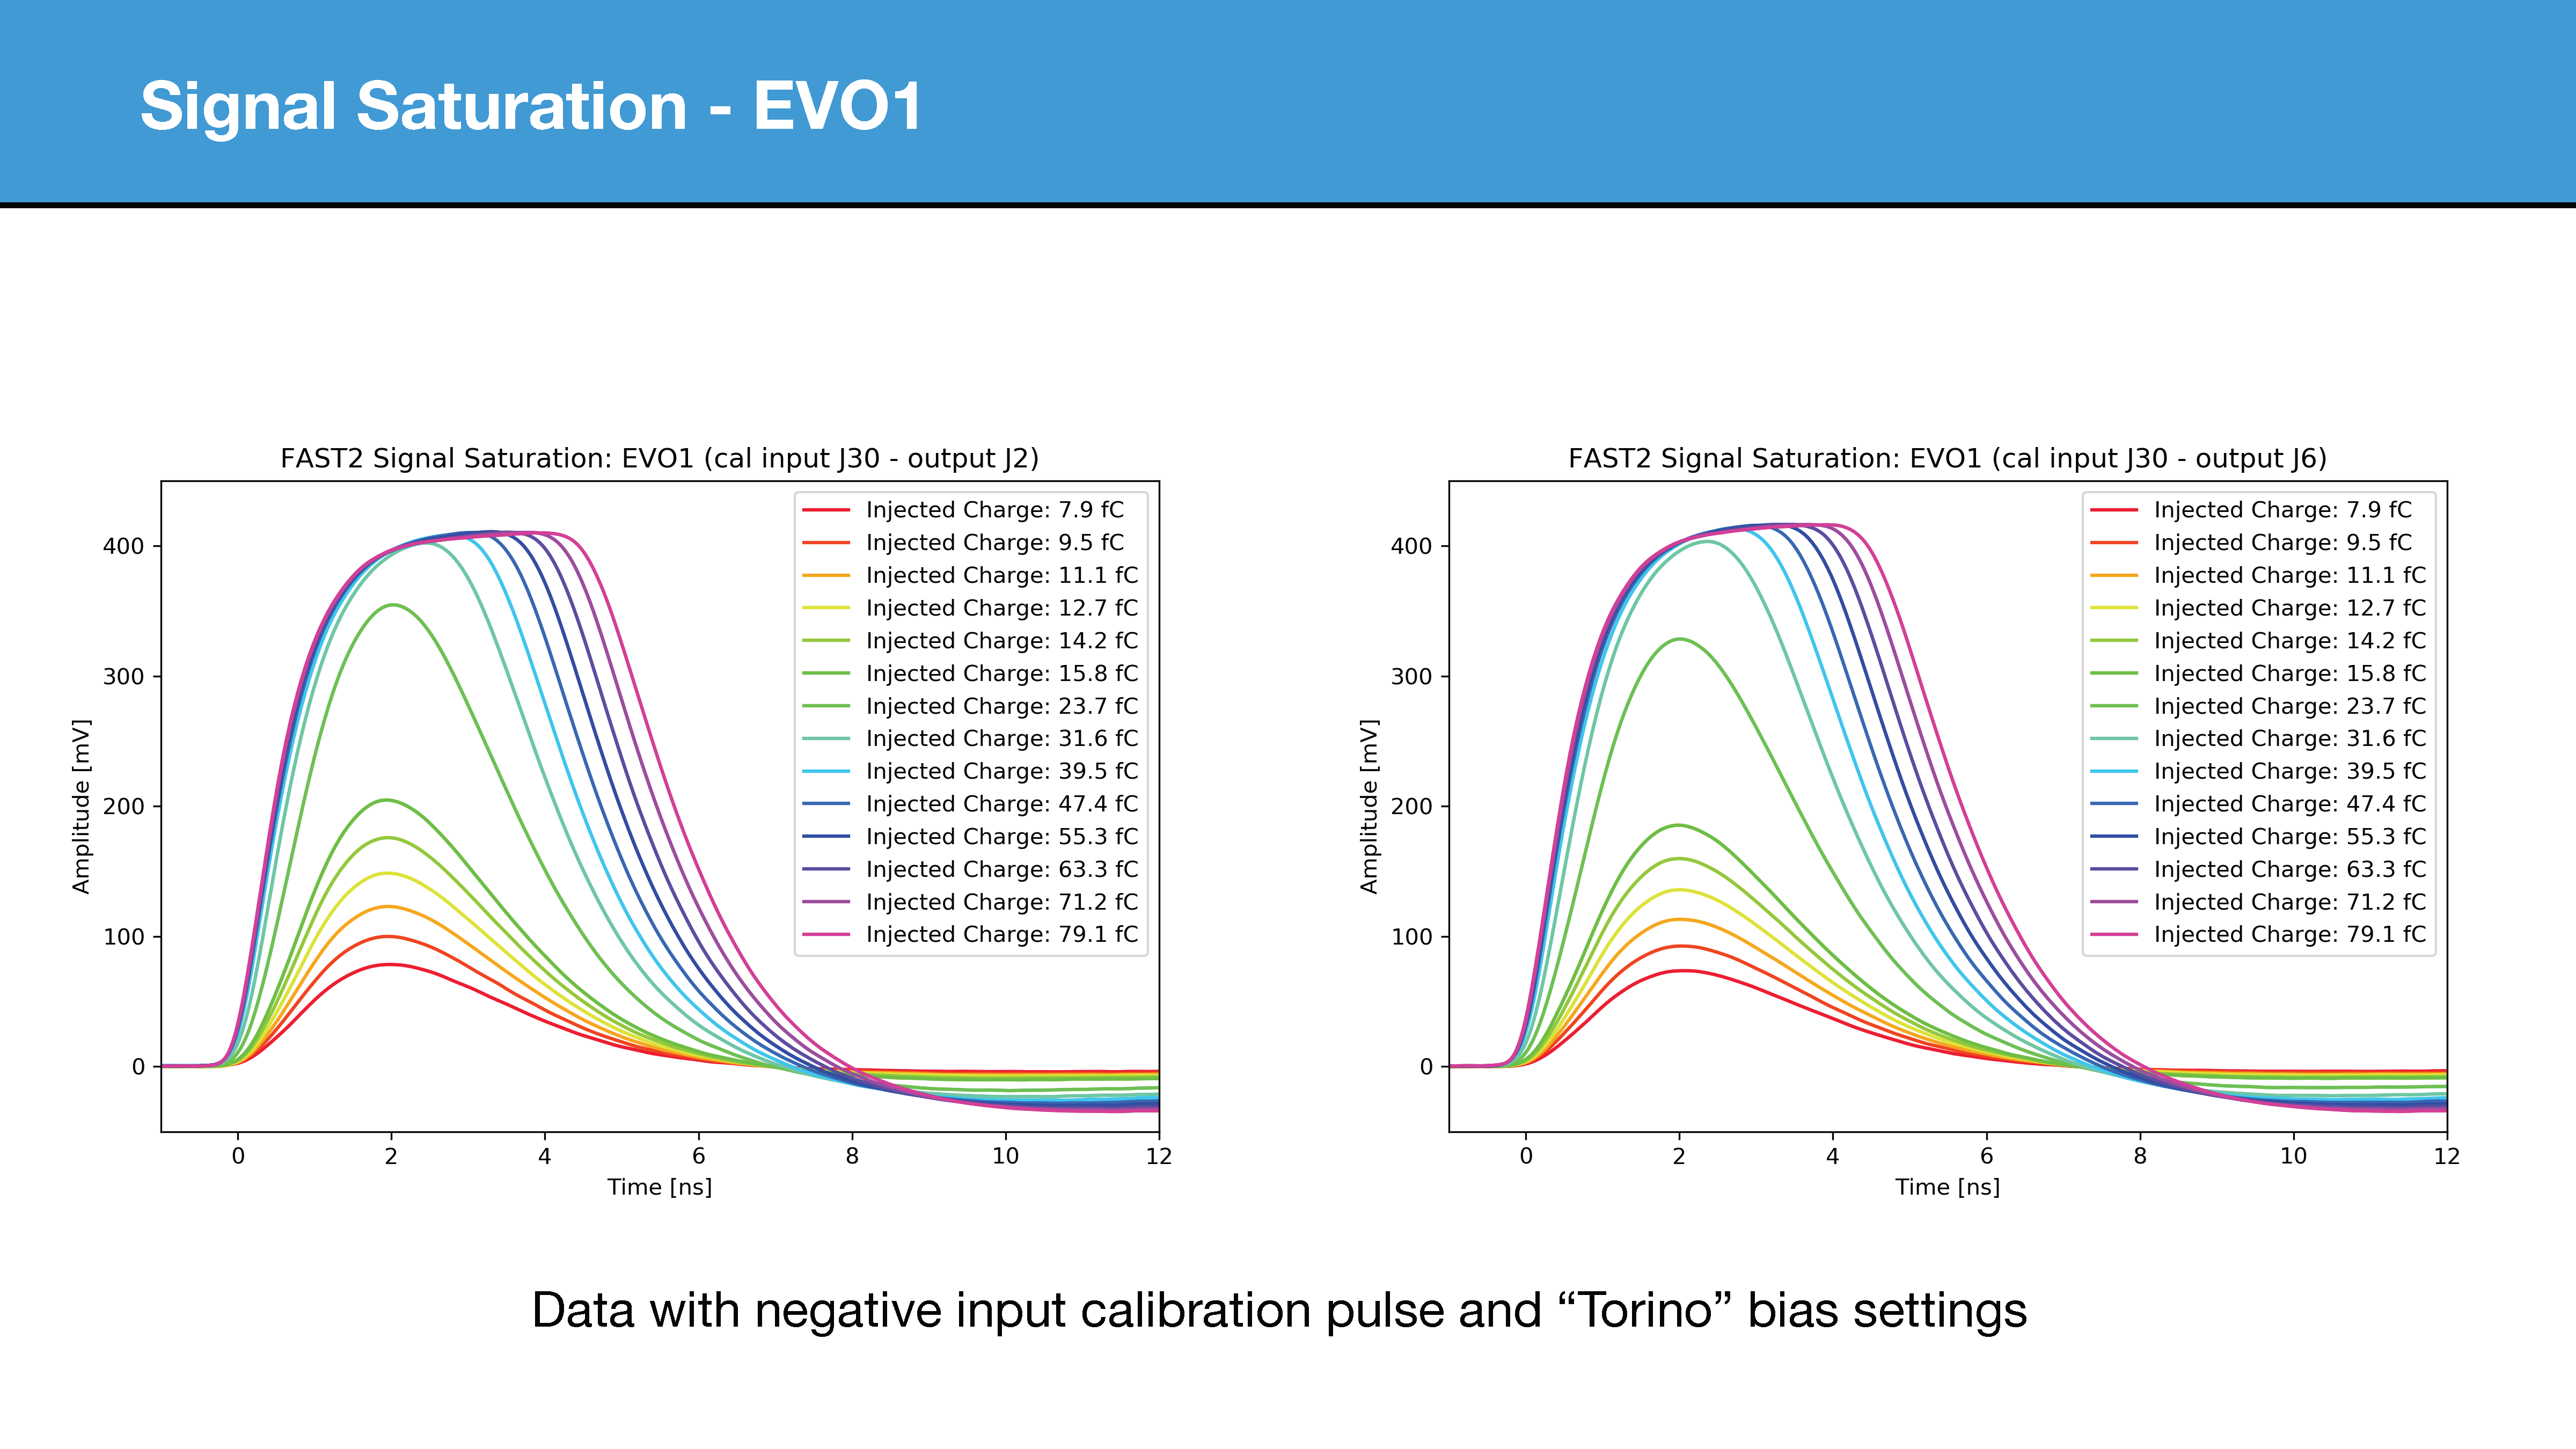 Signal Saturation - EVO1
FAST2 Signal Saturation: EVO1 (cal input J30 - output J2)
Amplitude [mV]
400
300
200
100
0
Injected Charge: 7.9 fC
Injected Charge: 9.5 fC
Injected Charge: 11.1 fC
Injected Charge: 12.7 fC
Injected Charge: 14.2 fC
Injected Charge: 15.8 fC
Injected Charge: 23.7 fC
Injected Charge: 31.6 fC
Injected Charge: 39.5 fC
Injected Charge: 47.4 fC
Injected Charge: 55.3 fC
Injected Charge: 63.3 fC
Injected Charge: 71.2 fC
Injected Charge: 79.1 fC
0 2 4 6 8 10 12
Time [ns]
FAST2 Signal Saturation: EVO1 (cal input J30 - output J6)
Amplitude [mV]
400
300
200
100
0
Injected Charge: 7.9 fC
Injected Charge: 9.5 fC
Injected Charge: 11.1 fC
Injected Charge: 12.7 fC
Injected Charge: 14.2 fC
Injected Charge: 15.8 fC
Injected Charge: 23.7 fC
Injected Charge: 31.6 fC
Injected Charge: 39.5 fC
Injected Charge: 47.4 fC
Injected Charge: 55.3 fC
Injected Charge: 63.3 fC
Injected Charge: 71.2 fC
Injected Charge: 79.1 fC
0 2 4 6 8 10 12
Time [ns]
Data with negative input calibration pulse and “Torino” bias settings